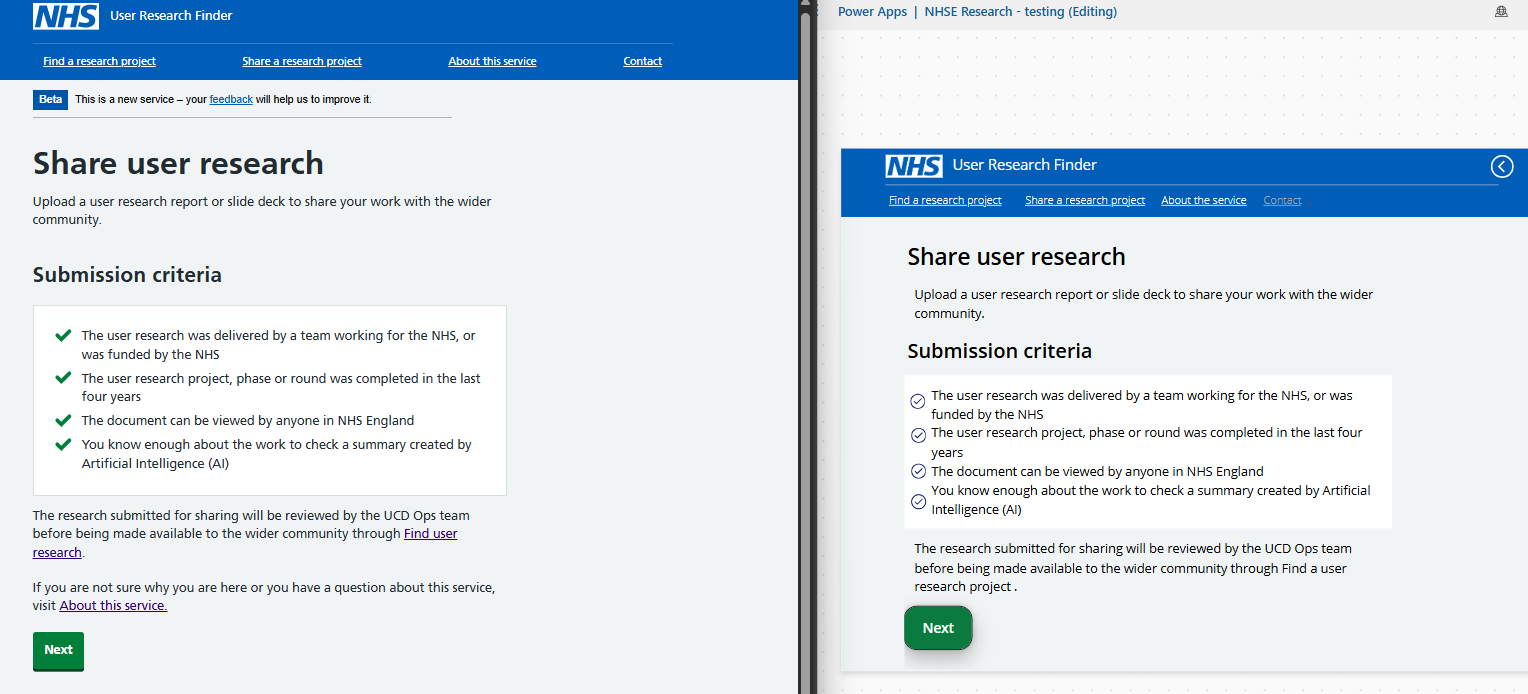 NHS User Research Finder
Find a research project Share a research project About this service Contact
Beta This is a new service – your feedback will help us to improve it.
Share user research
Upload a user research report or slide deck to share your work with the wider
community.
Submission criteria
The user research was delivered by a team working for the NHS, or
was funded by the NHS
The user research project, phase or round was completed in the last
four years
The document can be viewed by anyone in NHS England
You know enough about the work to check a summary created by
Artificial Intelligence (AI)
The research submitted for sharing will be reviewed by the UCD Ops team
before being made available to the wider community through Find user
research.
If you are not sure why you are here or you have a question about this service,
visit About this service.
Next
Power Apps | NHSE Research - testing (Editing)
NHS User Research Finder
Find a research project Share a research project About the service Contact
Share user research
Upload a user research report or slide deck to share your work with the wider
community.
Submission criteria
The user research was delivered by a team working for the NHS, or was
funded by the NHS
The user research project, phase or round was completed in the last four
years
The document can be viewed by anyone in NHS England
You know enough about the work to check a summary created by Artificial
Intelligence (AI)
The research submitted for sharing will be reviewed by the UCD Ops team
before being made available to the wider community through Find a user
research project .
Next